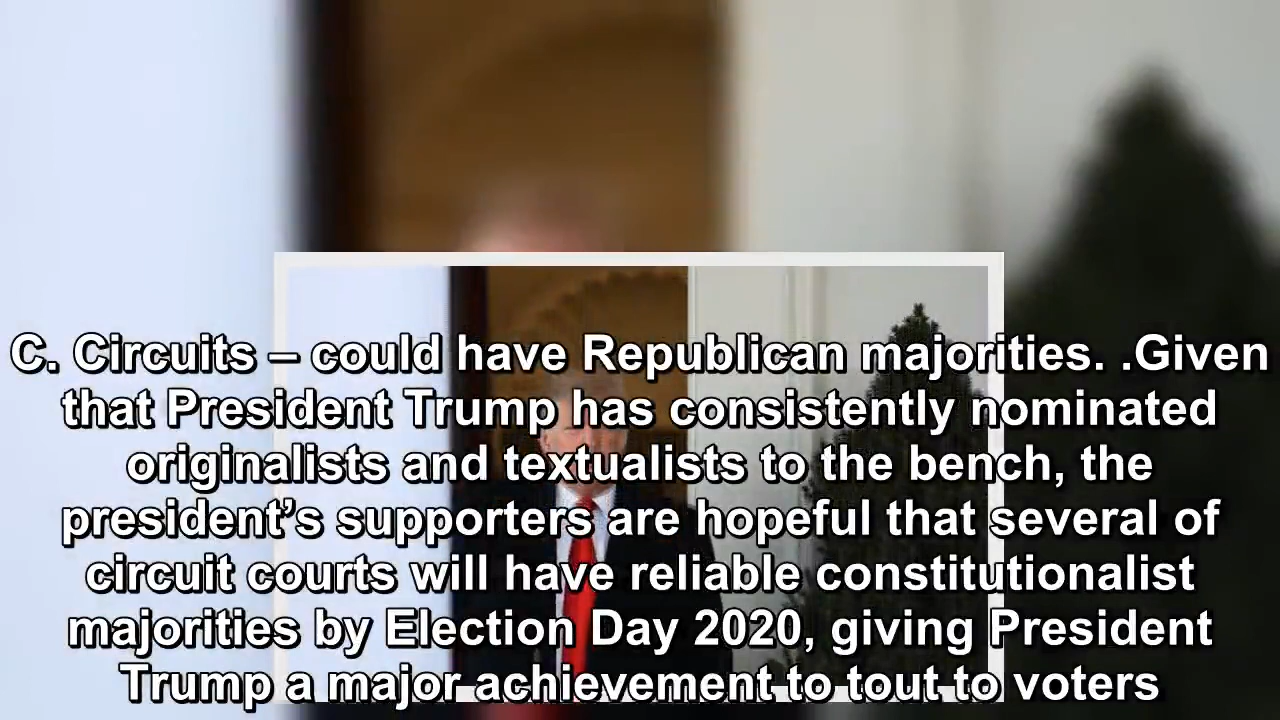 C. Circuits – could have Republican majorities. .Given
that President Trump has consistently nominated
originalists and textualists to the bench, the
president’s supporters are hopeful that several of
circuit courts will have reliable constitutionalist
majorities by Election Day 2020, giving President
Trump a major achievement to tout to voters